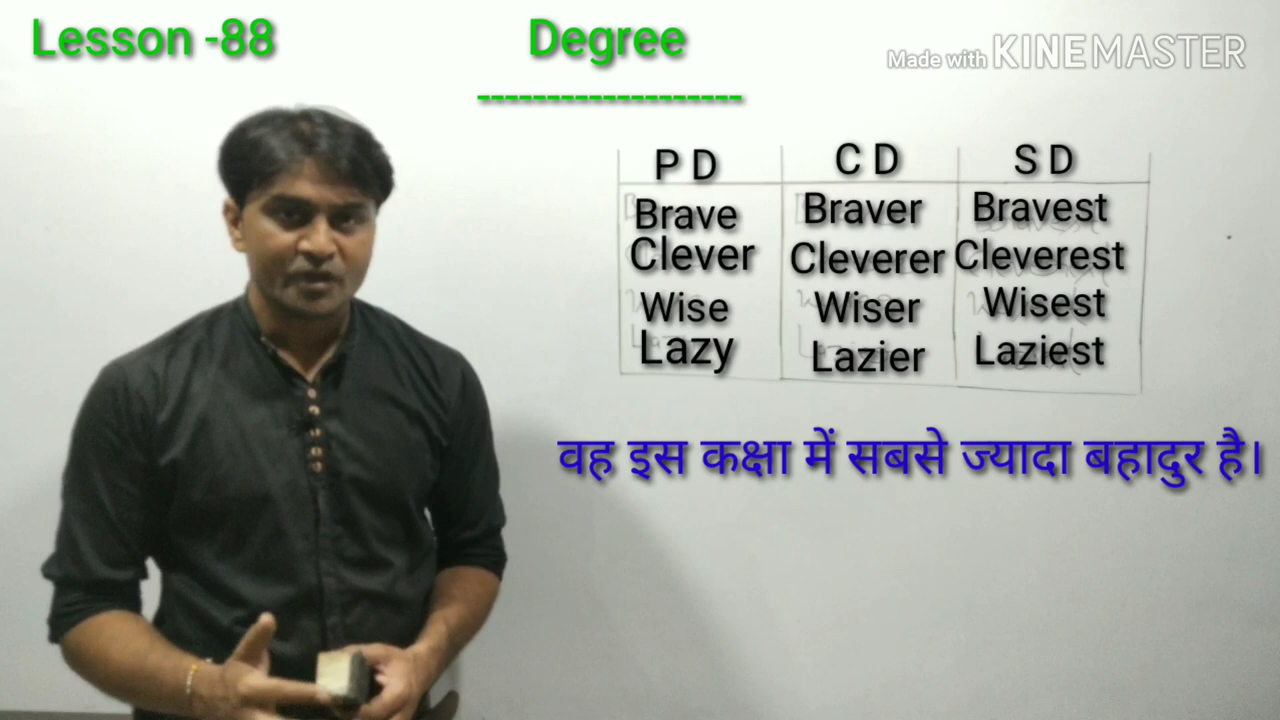 Lesson -88
Degree
Made with KINEMASTER
-------------------
P D C D S D
Brave Braver Bravest
Clever Cleverer Cleverest
Wise Wiser Wisest
Lazy Lazier Laziest
वह इस कक्षा में सबसे ज्यादा बहादुर है।